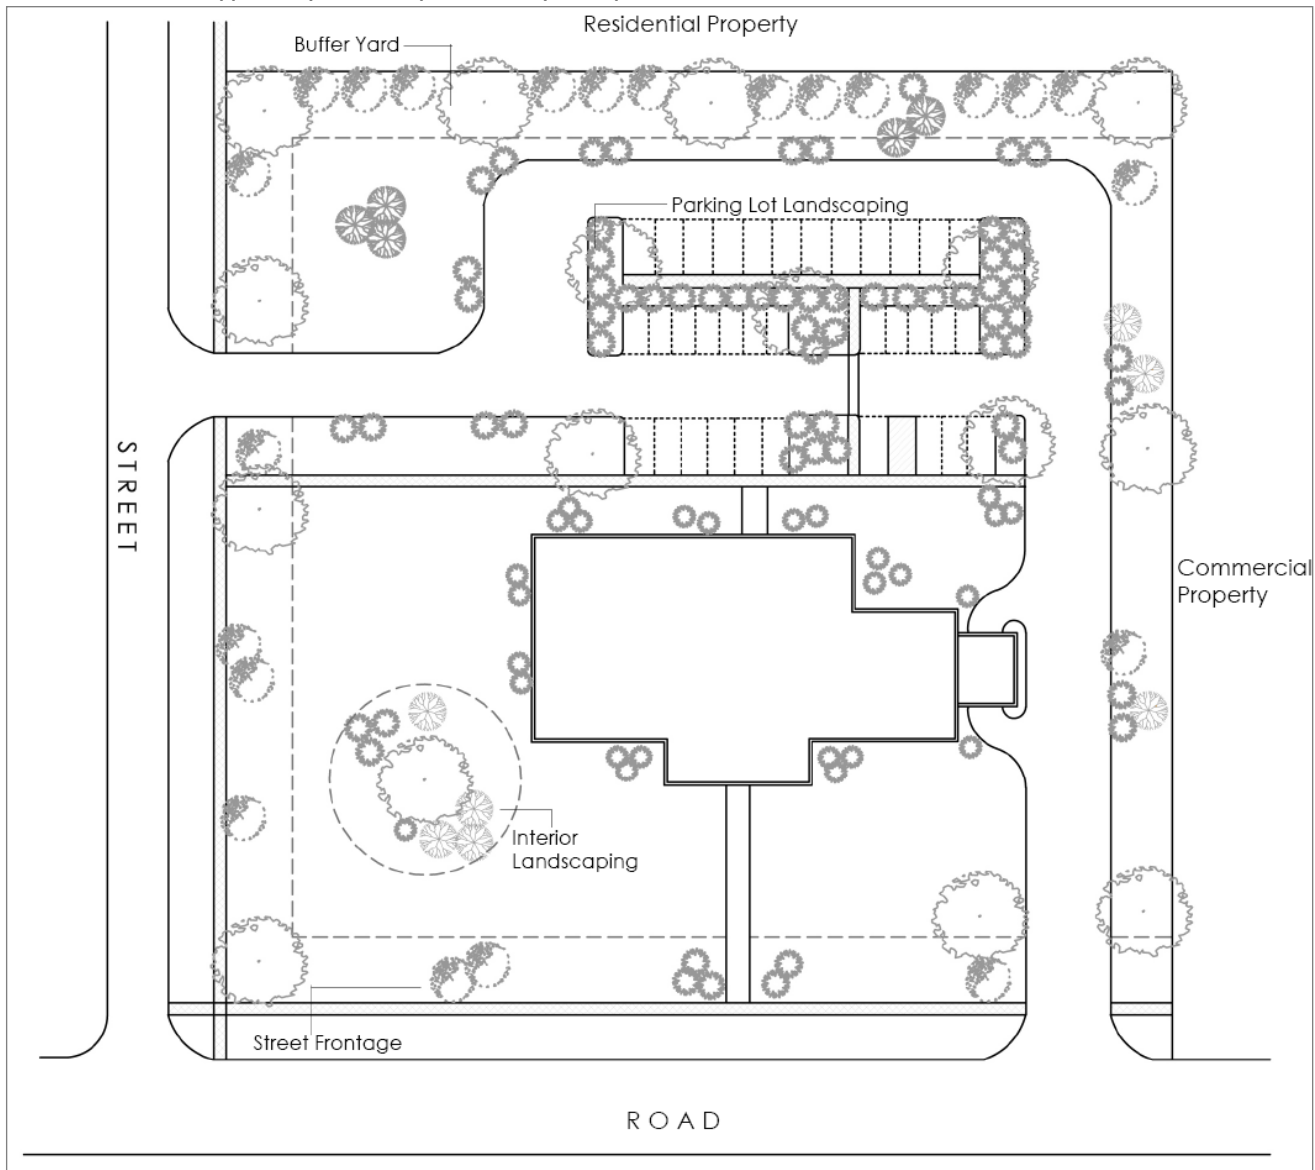 Residential Property
Buffer Yard
Parking Lot Landscaping
STREET
Commercial
Property
Interior
Landscaping
Street Frontage
ROAD